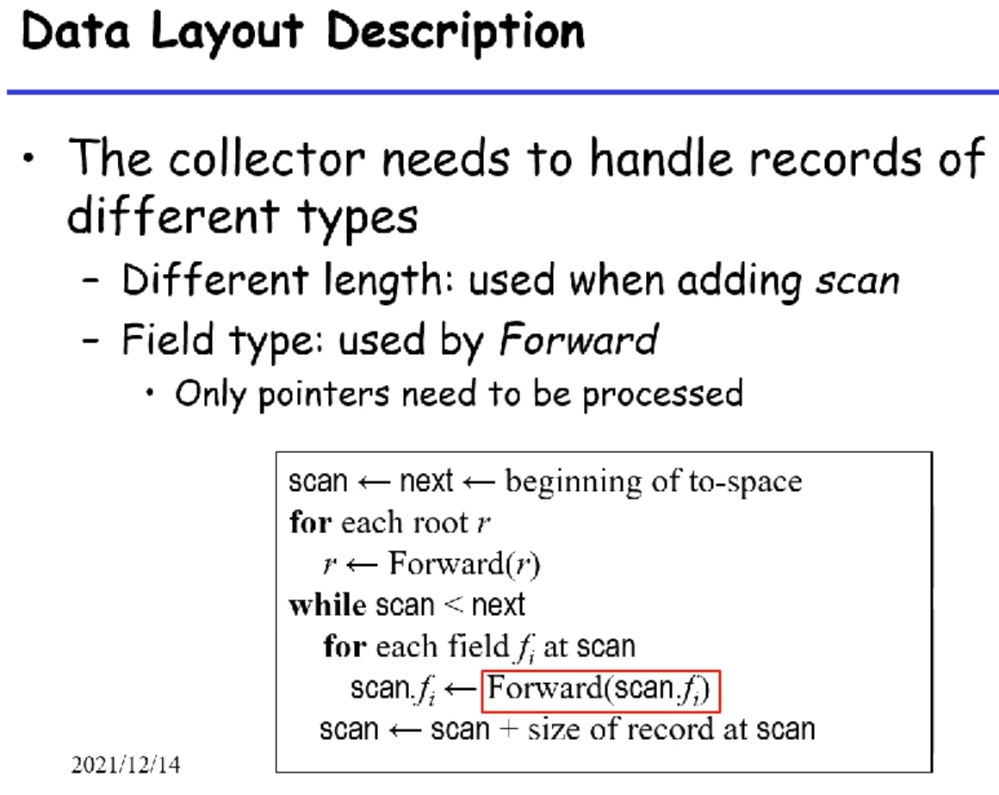 Data Layout Description
• The collector needs to handle records of
different types
– Different length: used when adding scan
– Field type: used by Forward
• Only pointers need to be processed
scan ← next ← beginning of to-space
for each root r
r ← Forward(r)
while scan < next
for each field fᵢ at scan
scan.fᵢ ← Forward(scan.fᵢ)
scan ← scan + size of record at scan
2021/12/14